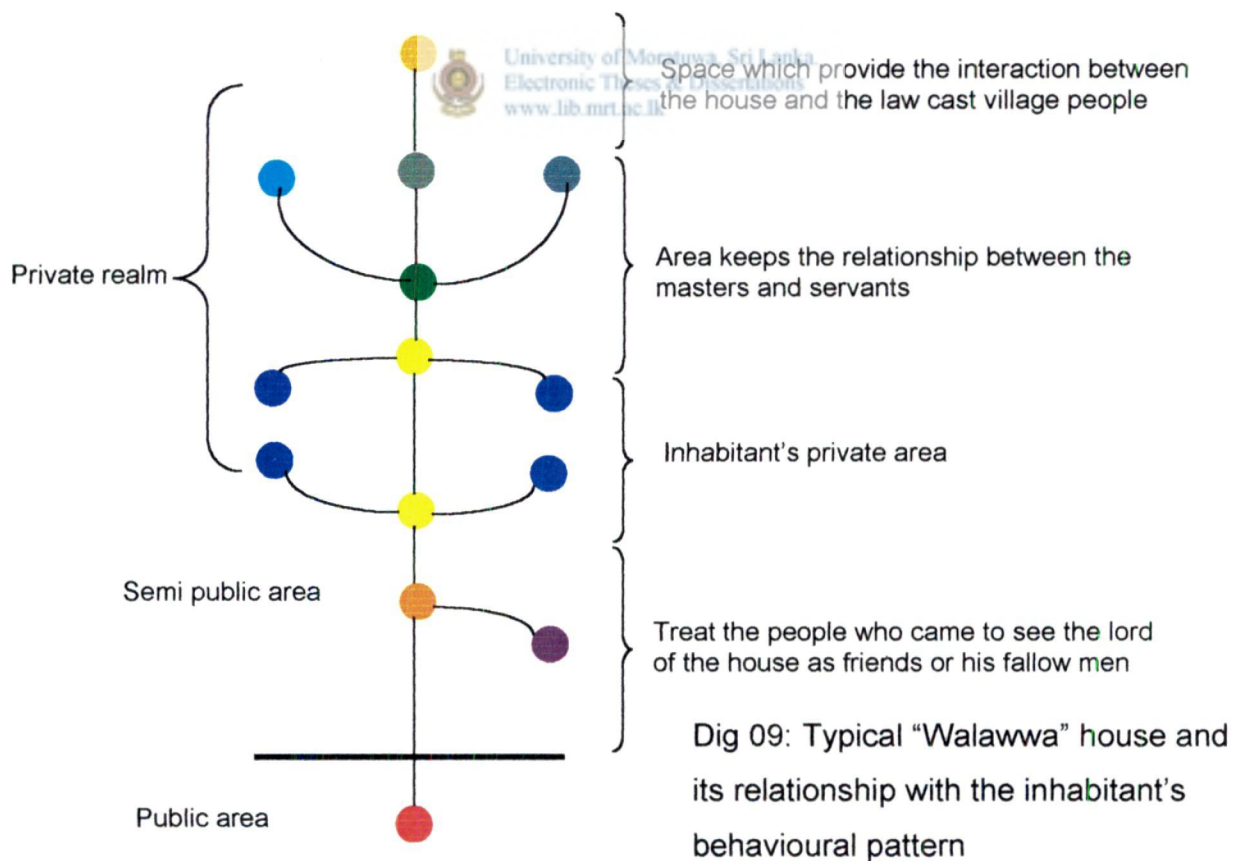 University of Moratuwa, Sri Lanka.
Electronic Theses & Dissertations
www.lib.mrt.ac.lk
Space which provide the interaction between
the house and the law cast village people
Private realm
Area keeps the relationship between the
masters and servants
Inhabitant's private area
Semi public area
Treat the people who came to see the lord
of the house as friends or his fallow men
Dig 09: Typical “Walawwa” house and
its relationship with the inhabitant's
behavioural pattern
Public area